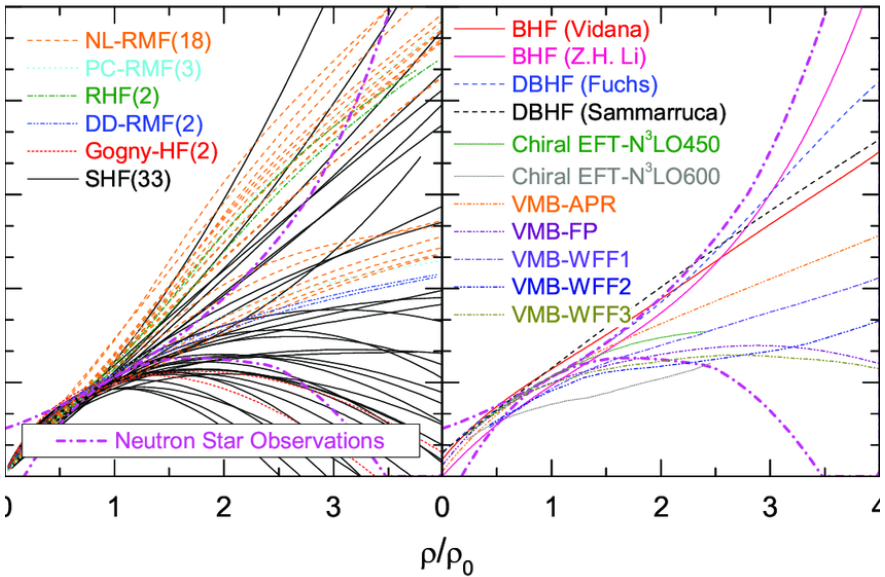 NL-RMF(18)
PC-RMF(3)
RHF(2)
DD-RMF(2)
Gogny-HF(2)
SHF(33)
Neutron Star Observations
BHF (Vidana)
BHF (Z.H. Li)
DBHF (Fuchs)
DBHF (Sammarruca)
Chiral EFT-N³LO450
Chiral EFT-N³LO600
VMB-APR
VMB-FP
VMB-WFF1
VMB-WFF2
VMB-WFF3
0 1 2 3 0 1 2 3 4
ρ/ρ₀